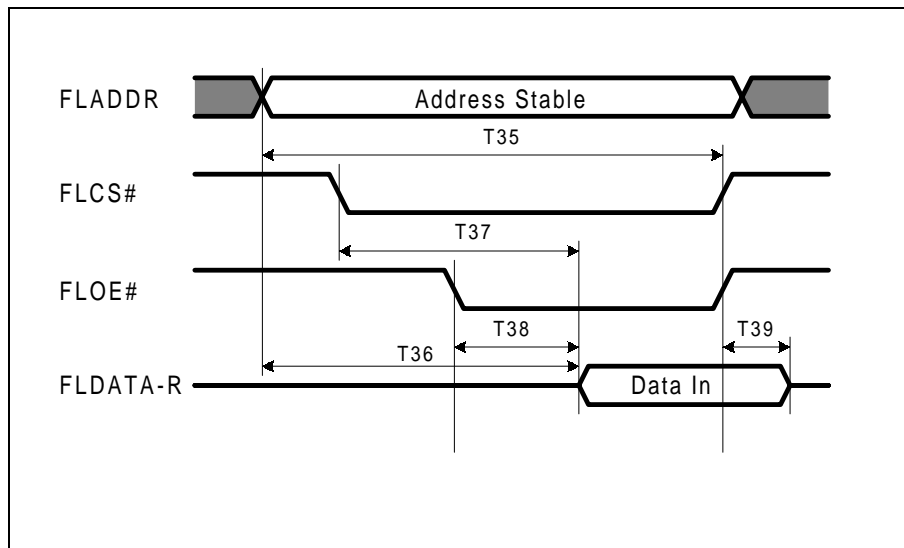 FLADDR
Address Stable
T35
FLCS#
T37
FLOE#
T38
T39
T36
FLDATA-R
Data In